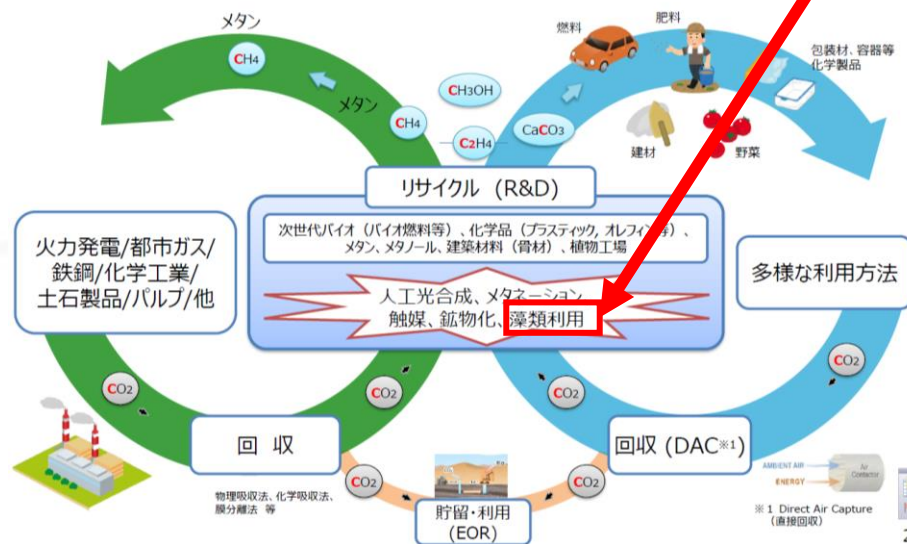 メタン
CH4
メタン
CH4
CH3OH
C2H4
CaCO3
燃料
肥料
包装材、容器等
化学製品
建材
野菜
リサイクル (R&D)
次世代バイオ（バイオ燃料等）、化学品（プラスティック, オレフィン等）、
メタン、メタノール、建築材料（骨材）、植物工場
人工光合成、メタネーション
触媒、鉱物化、藻類利用
火力発電/都市ガス/
鉄鋼/化学工業/
土石製品/パルプ/他
多様な利用方法
CO2
CO2
CO2
CO2
回 収
回収 (DAC※1)
物理吸収法、化学吸収法、
膜分離法 等
CO2
CO2
貯留・利用
(EOR)
AMBIENT AIR
ENERGY
Air
Contactor
※１ Direct Air Capture
（直接回収）
2